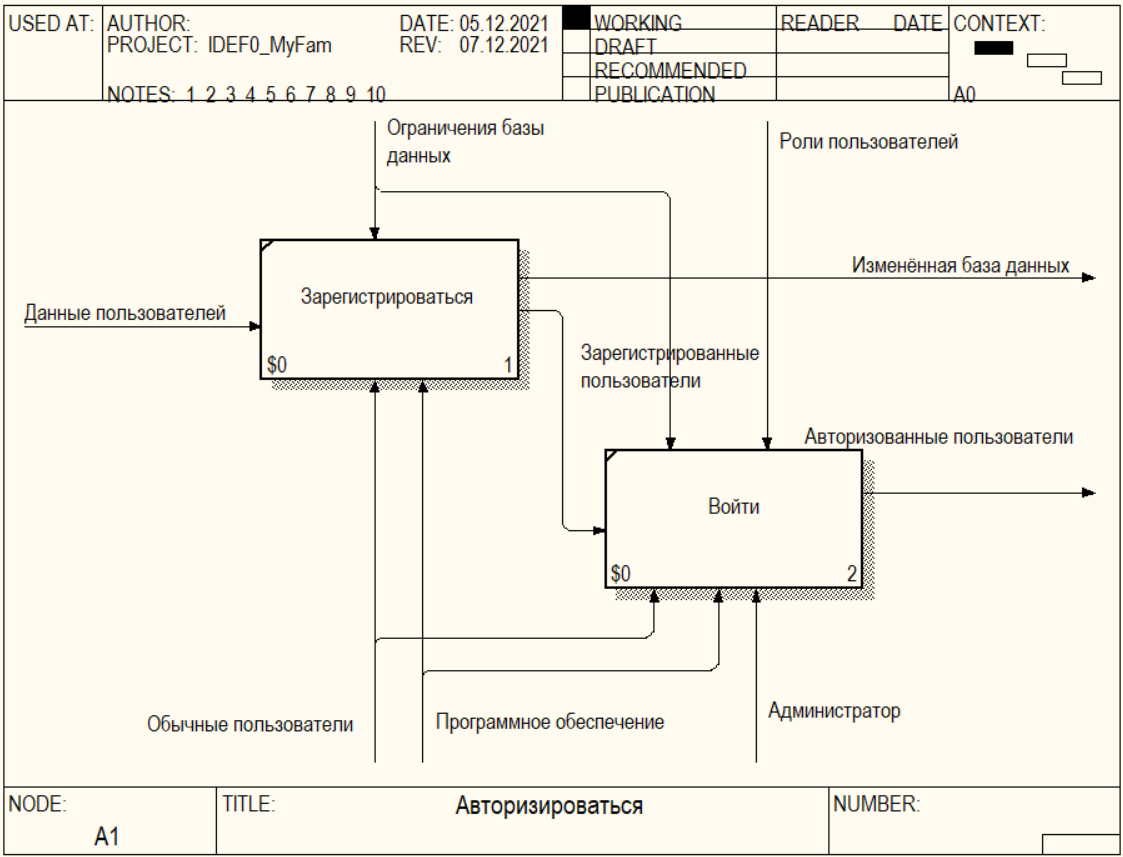 USED AT:
AUTHOR:
DATE: 05.12.2021
PROJECT: IDEF0_MyFam
REV: 07.12.2021
NOTES: 1 2 3 4 5 6 7 8 9 10
WORKING
DRAFT
RECOMMENDED
PUBLICATION
READER DATE
CONTEXT:
A0
Ограничения базы
данных
Роли пользователей
Изменённая база данных
Зарегистрироваться
Данные пользователей
$0 1
Зарегистрированные
пользователи
Авторизованные пользователи
Войти
$0 2
Обычные пользователи
Программное обеспечение
Администратор
NODE:
A1
TITLE:
Авторизироваться
NUMBER: